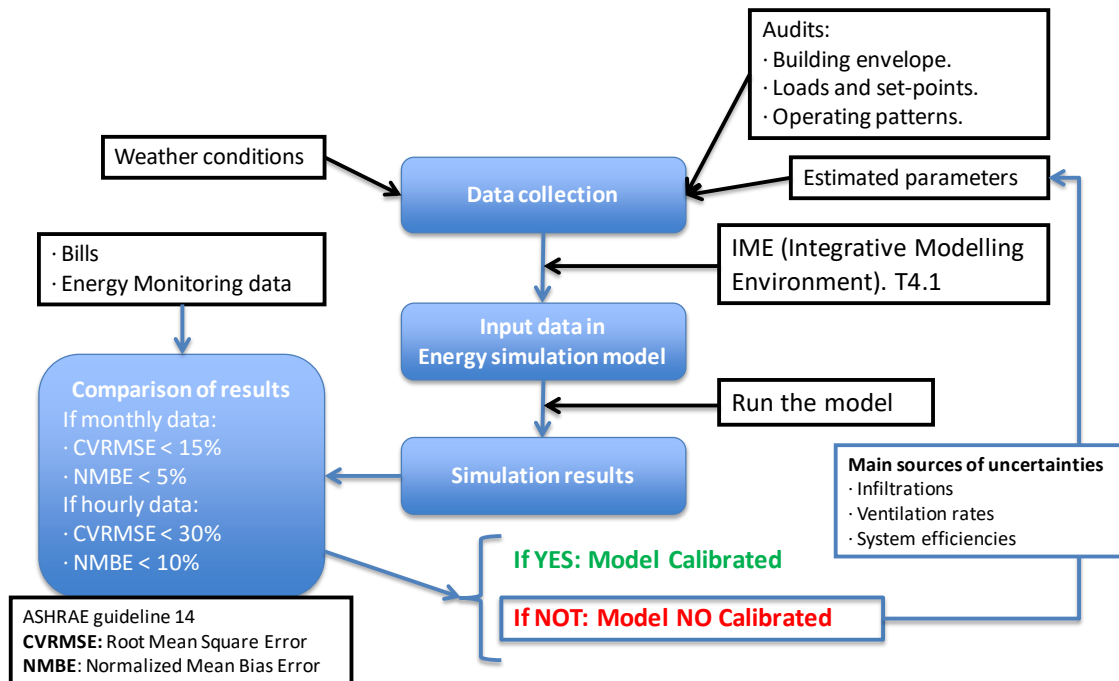 Audits:
· Building envelope.
· Loads and set-points.
· Operating patterns.
Weather conditions
Data collection
Estimated parameters
· Bills
· Energy Monitoring data
IME (Integrative Modelling
Environment). T4.1
Input data in
Energy simulation model
Comparison of results
If monthly data:
· CVRMSE < 15%
· NMBE < 5%
If hourly data:
· CVRMSE < 30%
· NMBE < 10%
Run the model
Simulation results
Main sources of uncertainties
· Infiltrations
· Ventilation rates
· System efficiencies
If YES: Model Calibrated
If NOT: Model NO Calibrated
ASHRAE guideline 14
CVRMSE: Root Mean Square Error
NMBE: Normalized Mean Bias Error